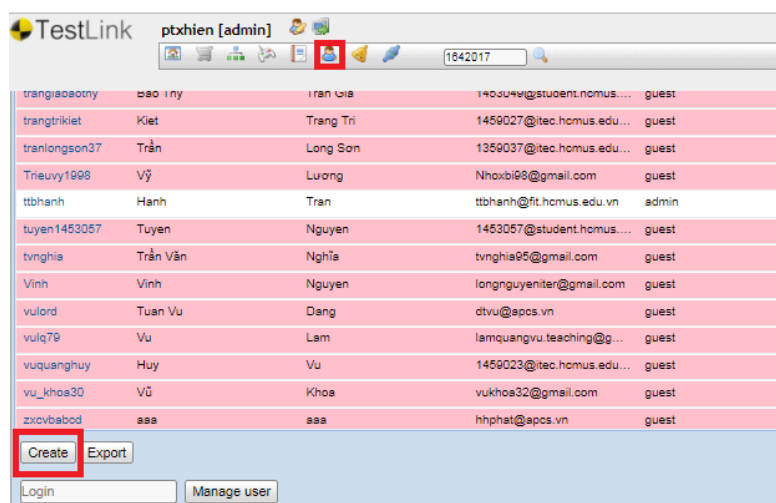 TestLink ptxhien [admin]
1642017
trangiabaothy Bao Thy Tran Gia 1453049@student.hcmus.... guest
trangtrikiet Kiet Trang Tri 1459027@itec.hcmus.edu... guest
tranlongson37 Trần Long Sơn 1359037@itec.hcmus.edu... guest
Trieuvy1998 Vỹ Lương Nhoxbi98@gmail.com guest
ttbhanh Hanh Tran ttbhanh@fit.hcmus.edu.vn admin
tuyen1453057 Tuyen Nguyen 1453057@student.hcmus.... guest
tvnghia Trần Văn Nghĩa tvnghia95@gmail.com guest
Vinh Vinh Nguyen longnguyeniter@gmail.com guest
vulord Tuan Vu Dang dtvu@apcs.vn guest
vulq79 Vu Lam lamquangvu.teaching@g... guest
vuquanghuy Huy Vu 1459023@itec.hcmus.edu... guest
vu_khoa30 Vũ Khoa vukhoa32@gmail.com guest
zxcvbabcd aaa aaa hhphat@apcs.vn guest
Create Export
Login Manage user